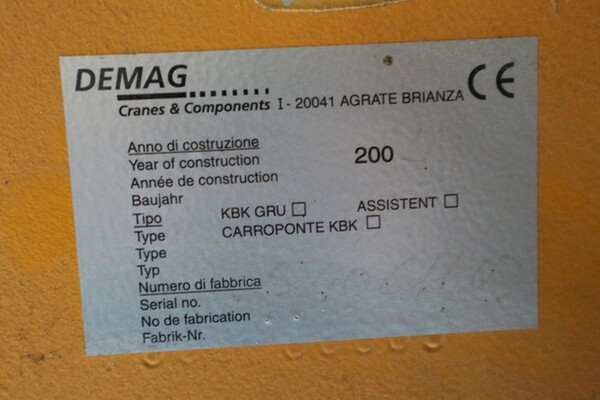 DEMAG
Cranes & Components I - 20041 AGRATE BRIANZA CE
Anno di costruzione
Year of construction 200
Année de construction
Baujahr
Tipo KBK GRU ☐ ASSISTENT ☐
Type CARROPONTE KBK ☐
Type
Typ
Numero di fabbrica
Serial no.
No de fabrication
Fabrik-Nr.